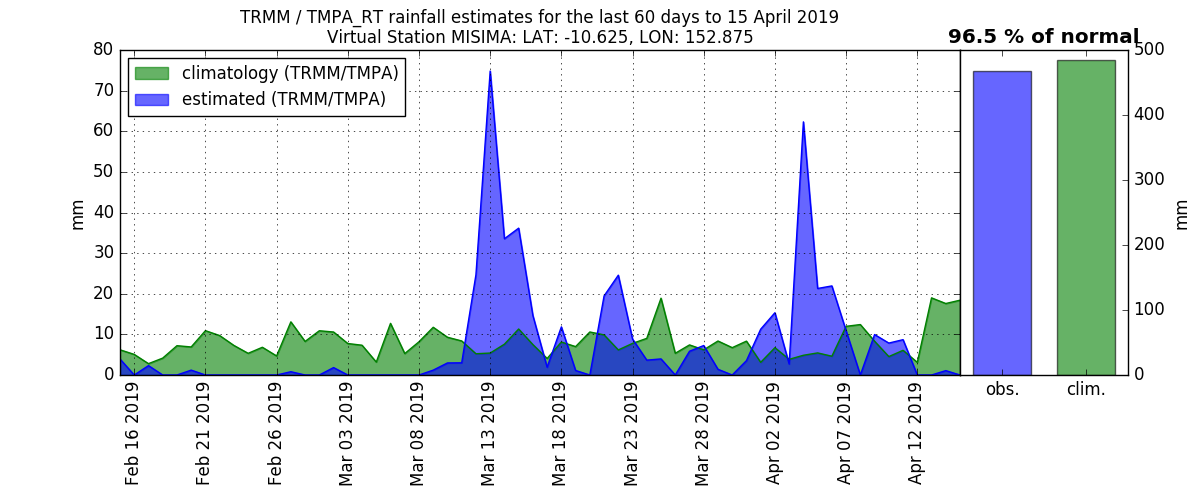 TRMM / TMPA_RT rainfall estimates for the last 60 days to 15 April 2019
Virtual Station MISIMA: LAT: -10.625, LON: 152.875
96.5 % of normal
climatology (TRMM/TMPA)
estimated (TRMM/TMPA)
80
70
60
50
40
30
20
10
0
mm
Feb 16 2019
Feb 21 2019
Feb 26 2019
Mar 03 2019
Mar 08 2019
Mar 13 2019
Mar 18 2019
Mar 23 2019
Mar 28 2019
Apr 02 2019
Apr 07 2019
Apr 12 2019
obs.
clim.
500
400
300
200
100
0
mm